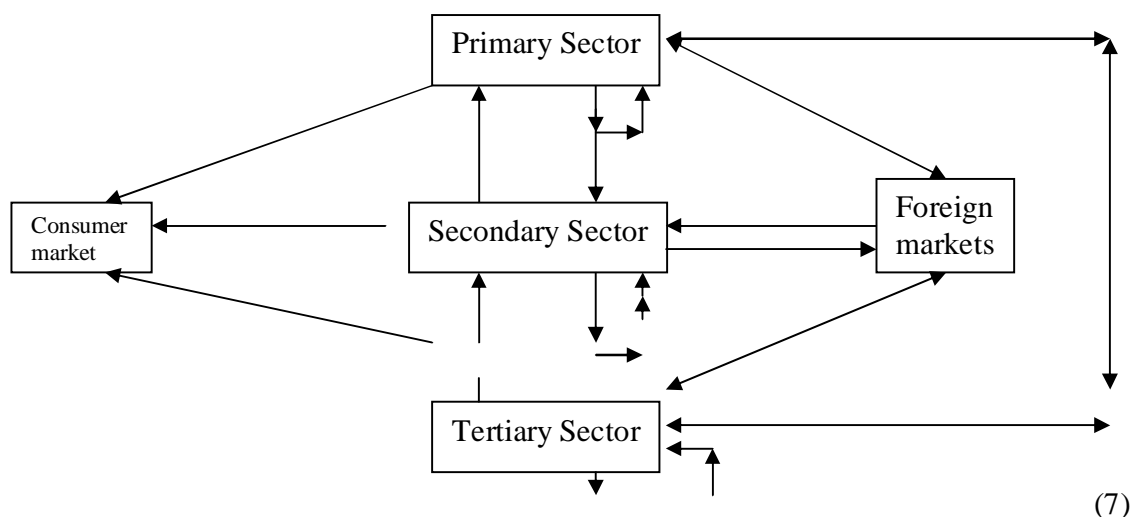 Primary Sector
Consumer
market
Secondary Sector
Foreign
markets
Tertiary Sector
(7)